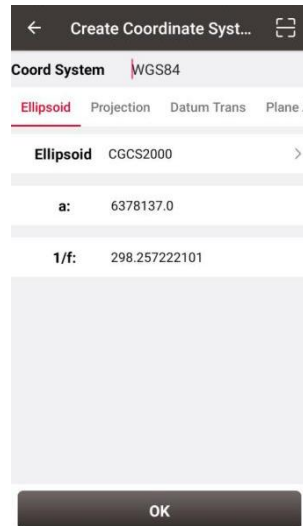 Create Coordinate Syst...
Coord System WGS84
Ellipsoid Projection Datum Trans Plane
Ellipsoid CGCS2000
a: 6378137.0
1/f: 298.257222101
OK